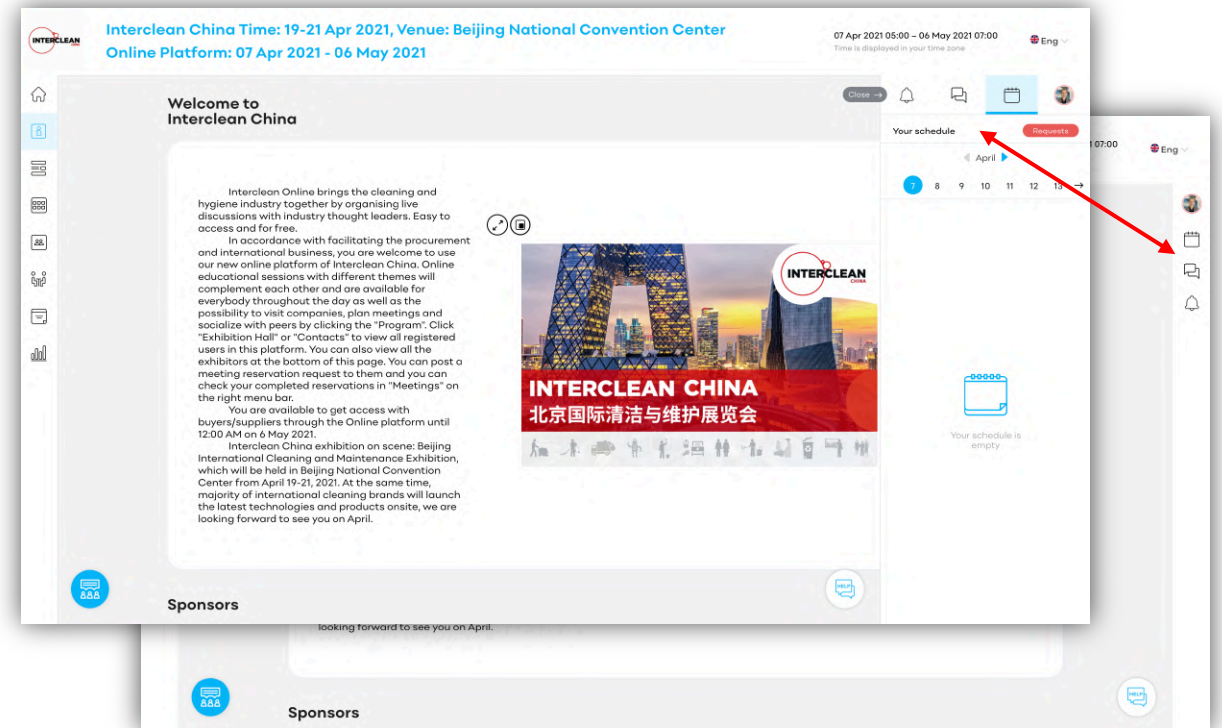 INTERCLEAN
CHINA
Interclean China Time: 19-21 Apr 2021, Venue: Beijing National Convention Center
Online Platform: 07 Apr 2021 - 06 May 2021
07 Apr 2021 05:00 – 06 May 2021 07:00
Time is displayed in your time zone
Eng
Welcome to
Interclean China
Close →
Your schedule
Requests
April
7 8 9 10 11 12 13 →
Interclean Online brings the cleaning and
hygiene industry together by organising live
discussions with industry thought leaders. Easy to
access and for free.
In accordance with facilitating the procurement
and international business, you are welcome to use
our new online platform of Interclean China. Online
educational sessions with different themes will
complement each other and are available for
everybody throughout the day as well as the
possibility to visit companies, plan meetings and
socialize with peers by clicking the "Program". Click
"Exhibition Hall" or "Contacts" to view all registered
users in this platform. You can also view all the
exhibitors at the bottom of this page. You can post a
meeting reservation request to them and you can
check your completed reservations in "Meetings" on
the right menu bar.
You are available to get access with
buyers/suppliers through the Online platform until
12:00 AM on 6 May 2021.
Interclean China exhibition on scene: Beijing
International Cleaning and Maintenance Exhibition,
which will be held in Beijing National Convention
Center from April 19-21, 2021. At the same time,
majority of international cleaning brands will launch
the latest technologies and products onsite, we are
looking forward to see you on April.
INTERCLEAN
CHINA
INTERCLEAN CHINA
北京国际清洁与维护展览会
Your schedule is
empty
HELP
Sponsors
1 07:00
Eng
looking forward to see you on April.
HELP
Sponsors